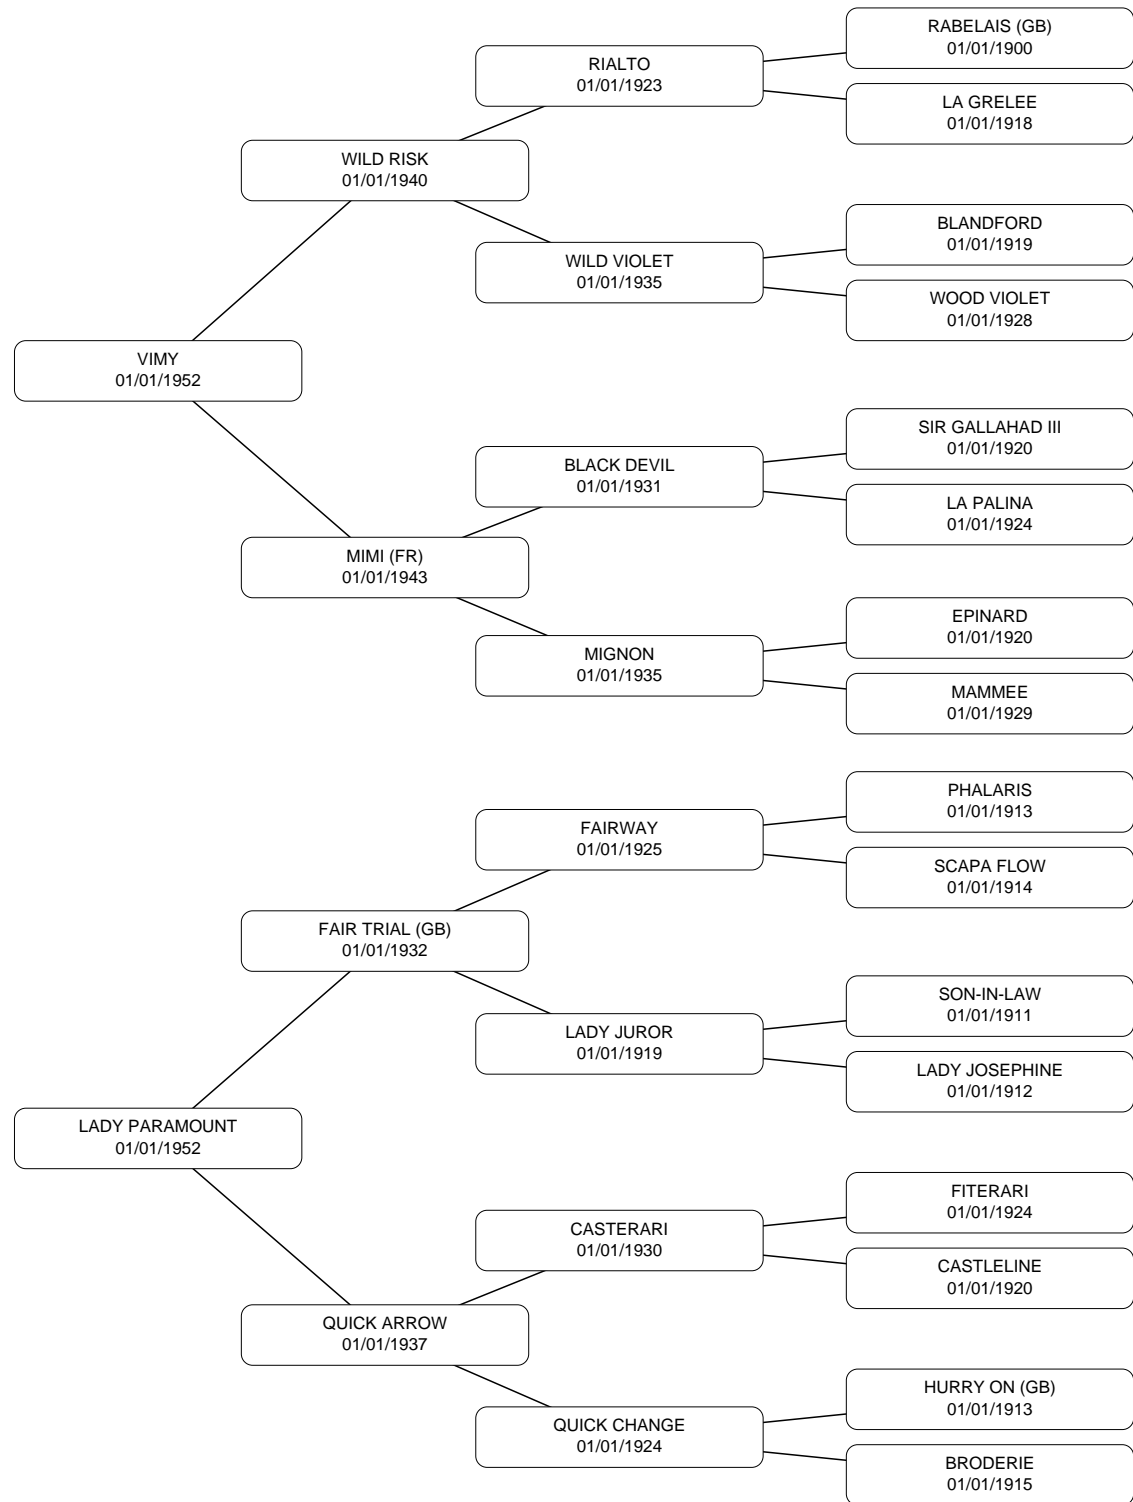 RABELAIS (GB)
01/01/1900
RIALTO
01/01/1923
LA GRELEE
01/01/1918
WILD RISK
01/01/1940
BLANDFORD
01/01/1919
WILD VIOLET
01/01/1935
WOOD VIOLET
01/01/1928
VIMY
01/01/1952
SIR GALLAHAD III
01/01/1920
BLACK DEVIL
01/01/1931
LA PALINA
01/01/1924
MIMI (FR)
01/01/1943
EPINARD
01/01/1920
MIGNON
01/01/1935
MAMMEE
01/01/1929
PHALARIS
01/01/1913
FAIRWAY
01/01/1925
SCAPA FLOW
01/01/1914
FAIR TRIAL (GB)
01/01/1932
SON-IN-LAW
01/01/1911
LADY JUROR
01/01/1919
LADY JOSEPHINE
01/01/1912
LADY PARAMOUNT
01/01/1952
FITERARI
01/01/1924
CASTERARI
01/01/1930
CASTLELINE
01/01/1920
QUICK ARROW
01/01/1937
HURRY ON (GB)
01/01/1913
QUICK CHANGE
01/01/1924
BRODERIE
01/01/1915